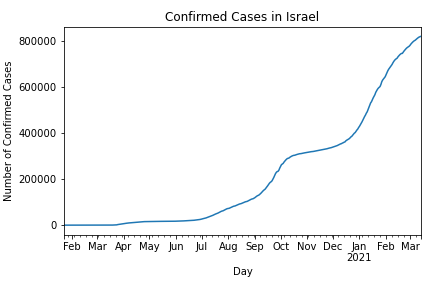 Confirmed Cases in Israel
Number of Confirmed Cases
800000
600000
400000
200000
0
Feb Mar Apr May Jun Jul Aug Sep Oct Nov Dec Jan Feb Mar
2021
Day